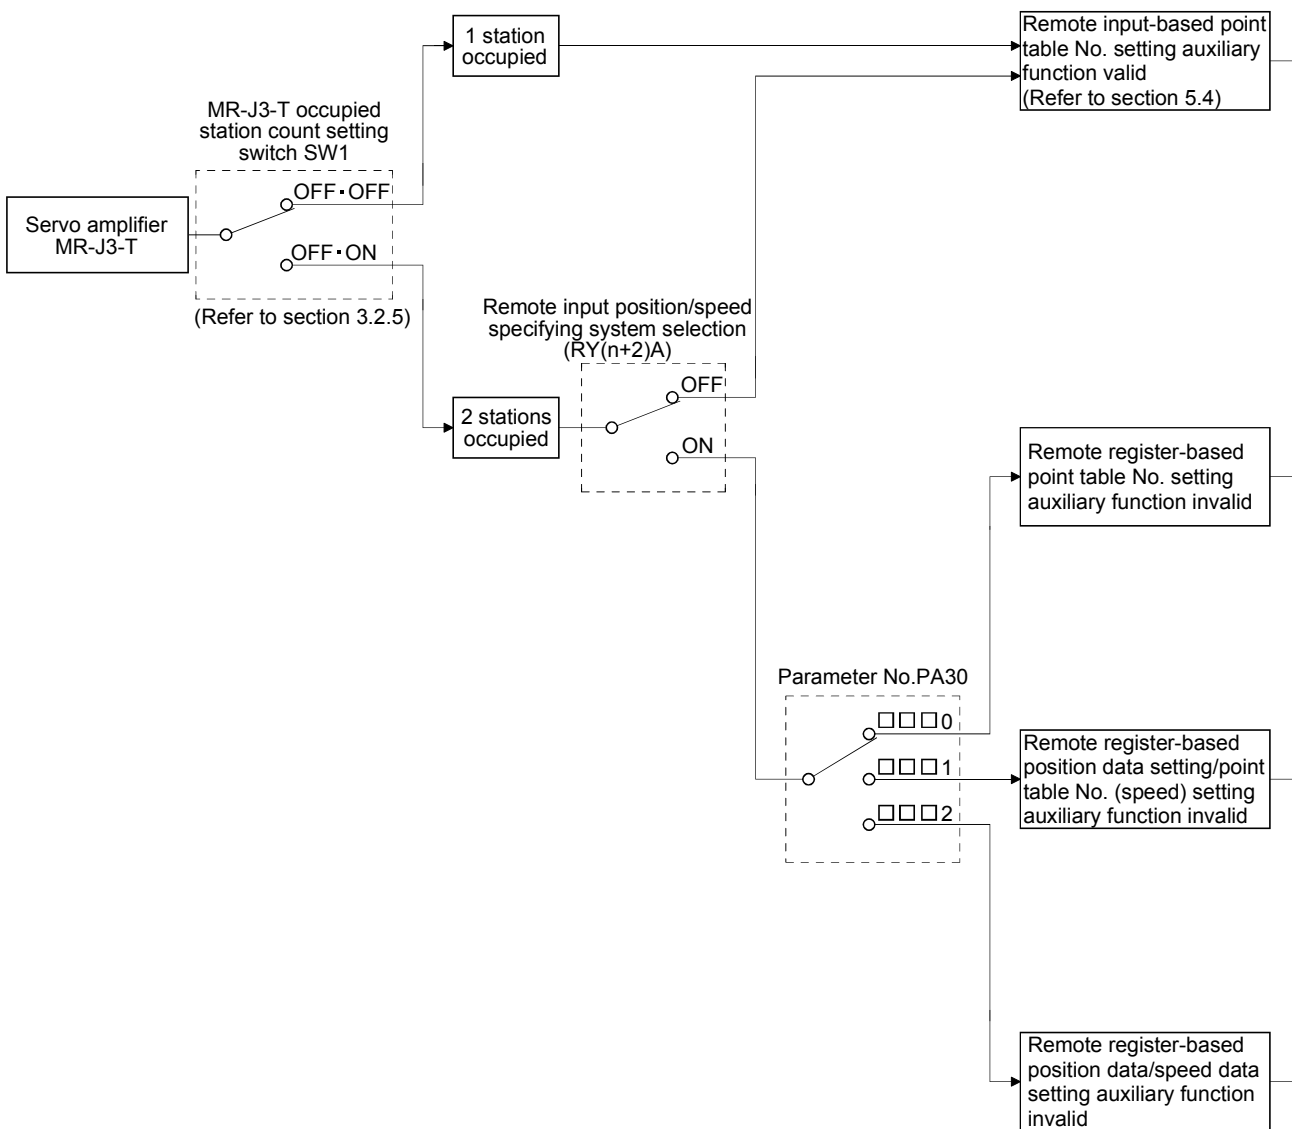 1 station
occupied
Remote input-based point
table No. setting auxiliary
function valid
(Refer to section 5.4)
MR-J3-T occupied
station count setting
switch SW1
OFF·OFF
OFF·ON
Servo amplifier
MR-J3-T
(Refer to section 3.2.5)
Remote input position/speed
specifying system selection
(RY(n+2)A)
OFF
ON
2 stations
occupied
Remote register-based
point table No. setting
auxiliary function invalid
Parameter No.PA30
□□□0
□□□1
□□□2
Remote register-based
position data setting/point
table No. (speed) setting
auxiliary function invalid
Remote register-based
position data/speed data
setting auxiliary function
invalid